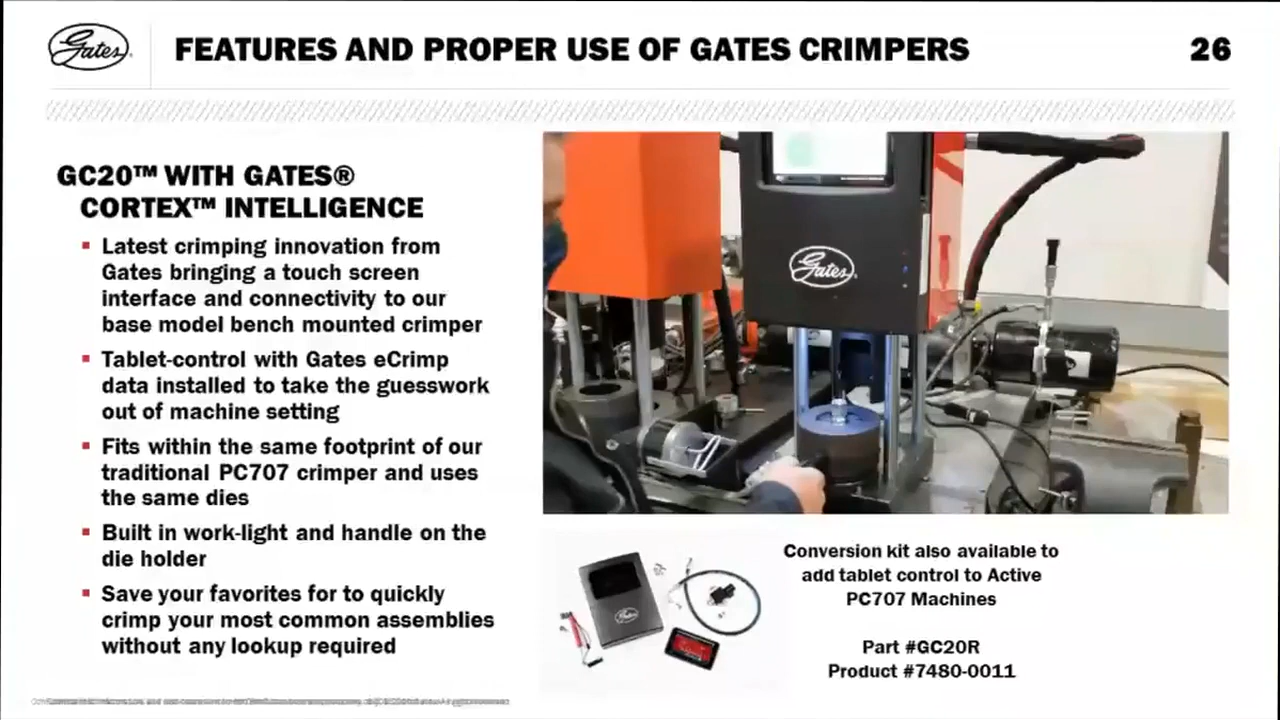 Gates
FEATURES AND PROPER USE OF GATES CRIMPERS
26
GC20™ WITH GATES®
CORTEX™ INTELLIGENCE
▪ Latest crimping innovation from
Gates bringing a touch screen
interface and connectivity to our
base model bench mounted crimper
▪ Tablet-control with Gates eCrimp
data installed to take the guesswork
out of machine setting
▪ Fits within the same footprint of our
traditional PC707 crimper and uses
the same dies
▪ Built in work-light and handle on the
die holder
▪ Save your favorites for to quickly
crimp your most common assemblies
without any lookup required
Gates
Gates
Conversion kit also available to
add tablet control to Active
PC707 Machines
Part #GC20R
Product #7480-0011